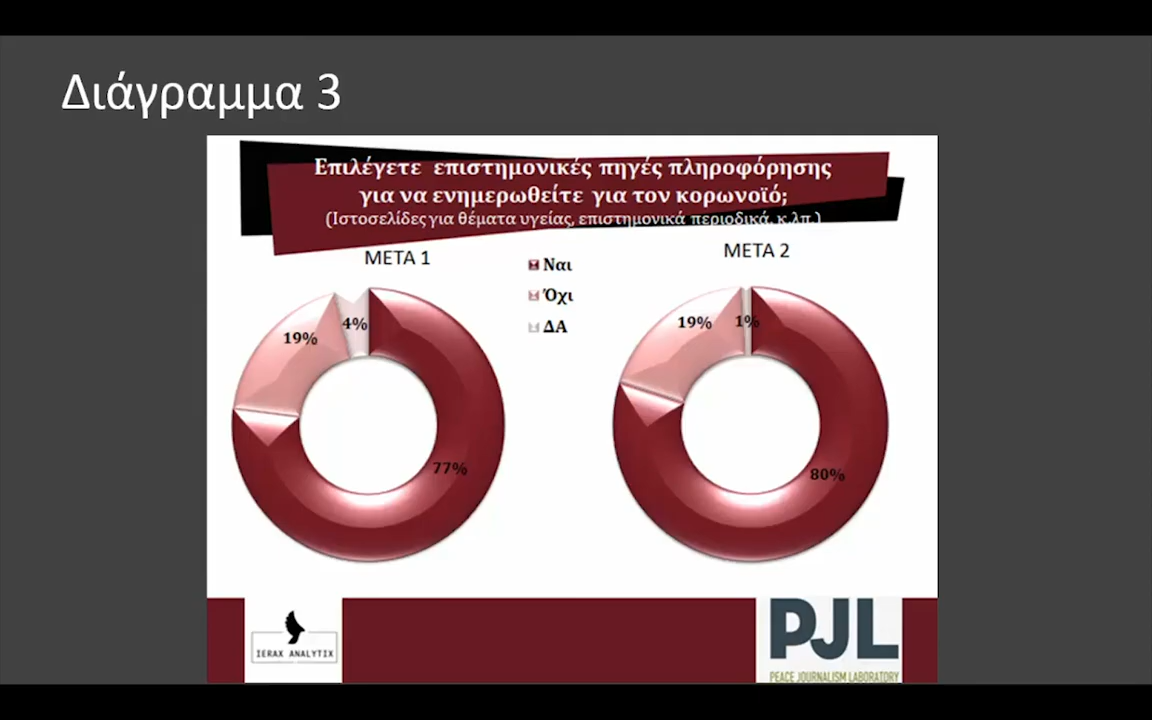 Διάγραμμα 3
Επιλέγετε επιστημονικές πηγές πληροφόρησης
για να ενημερωθείτε για τον κορωνοϊό;
(Ιστοσελίδες για θέματα υγείας, επιστημονικά περιοδικά, κ.λπ.)
ΜΕΤΑ 1
ΜΕΤΑ 2
Ναι
Όχι
ΔΑ
4%
19%
77%
19%
1%
80%
IERAX ANALYTIX
PJL
PEACE JOURNALISM LABORATORY